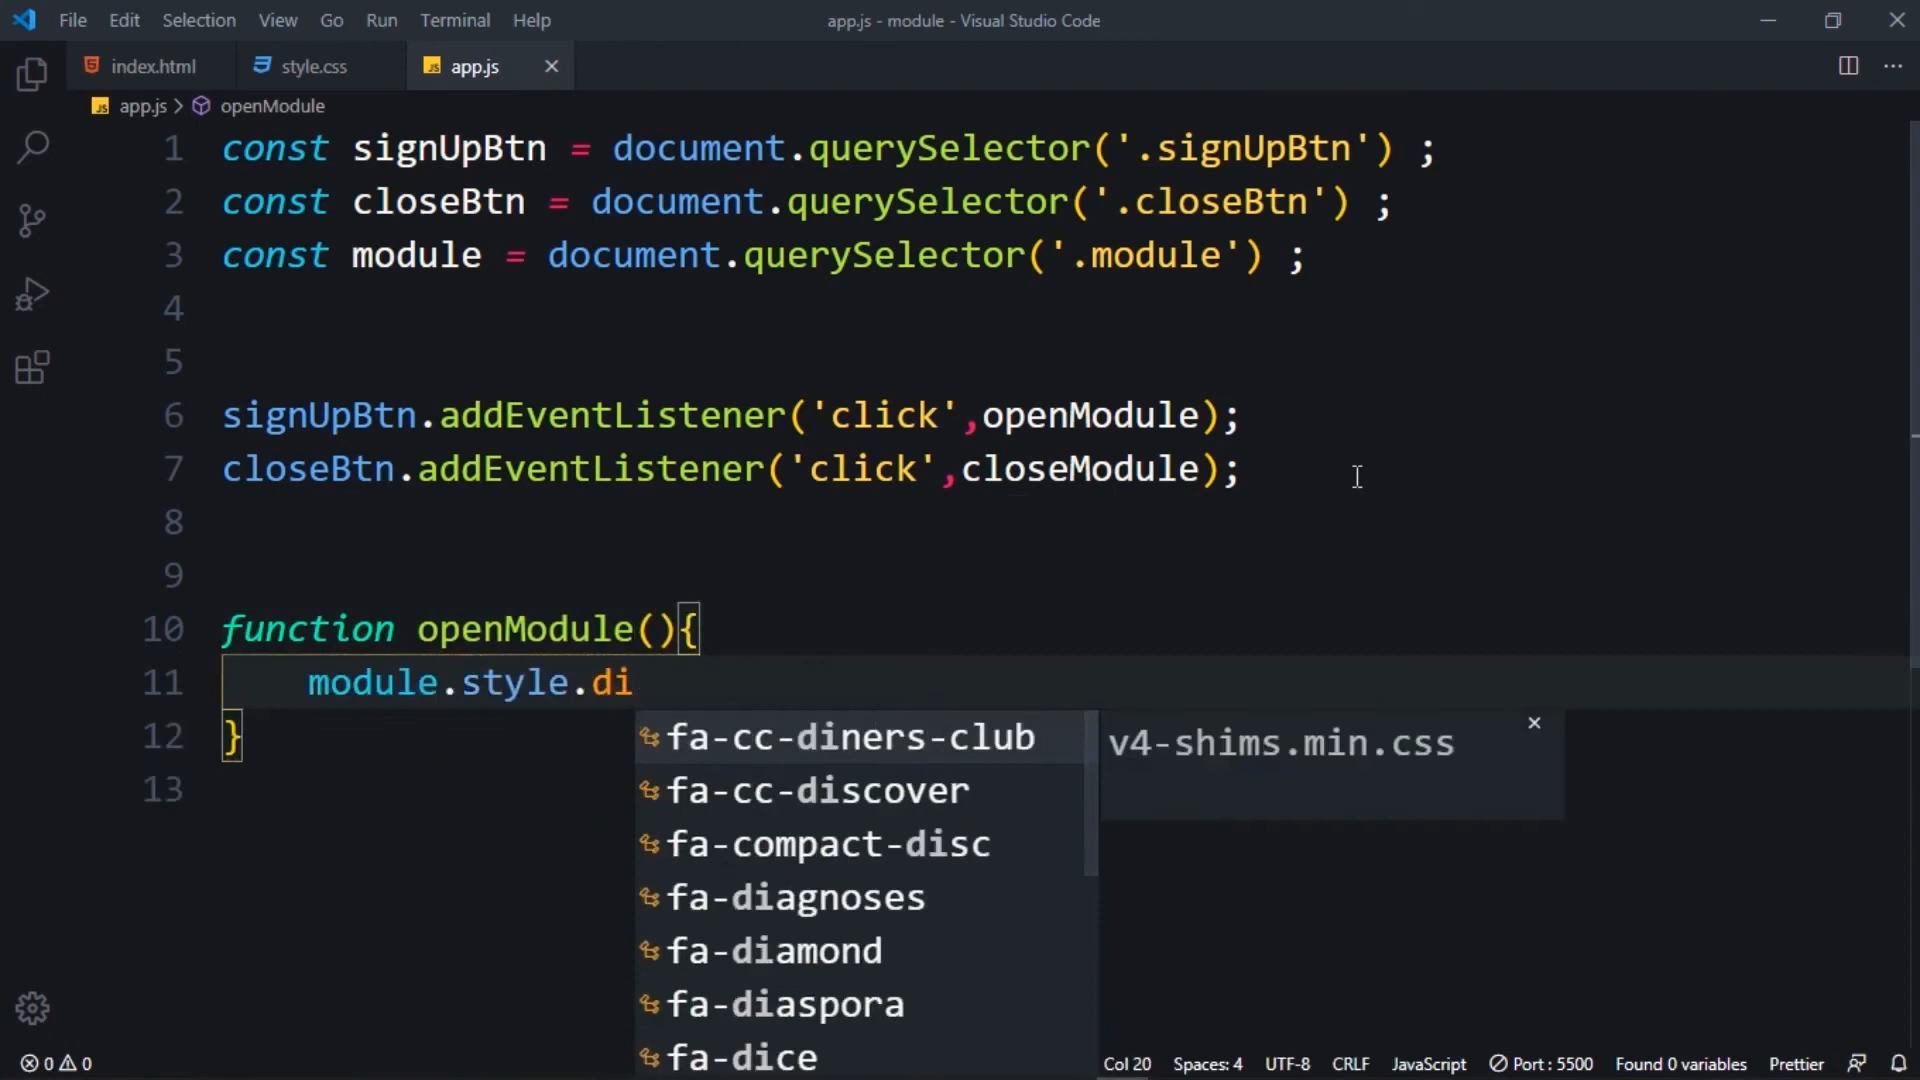 File Edit Selection View Go Run Terminal Help app.js - module - Visual Studio Code
index.html style.css JS app.js
JS app.js > openModule
1 const signUpBtn = document.querySelector('.signUpBtn') ;
2 const closeBtn = document.querySelector('.closeBtn') ;
3 const module = document.querySelector('.module') ;
4
5
6 signUpBtn.addEventListener('click',openModule);
7 closeBtn.addEventListener('click',closeModule);
8
9
10 function openModule(){
11 module.style.di
12 }
13
fa-cc-diners-club v4-shims.min.css
fa-cc-discover
fa-compact-disc
fa-diagnoses
fa-diamond
fa-diaspora
fa-dice
0 0 Col 20 Spaces: 4 UTF-8 CRLF JavaScript Port : 5500 Found 0 variables Prettier